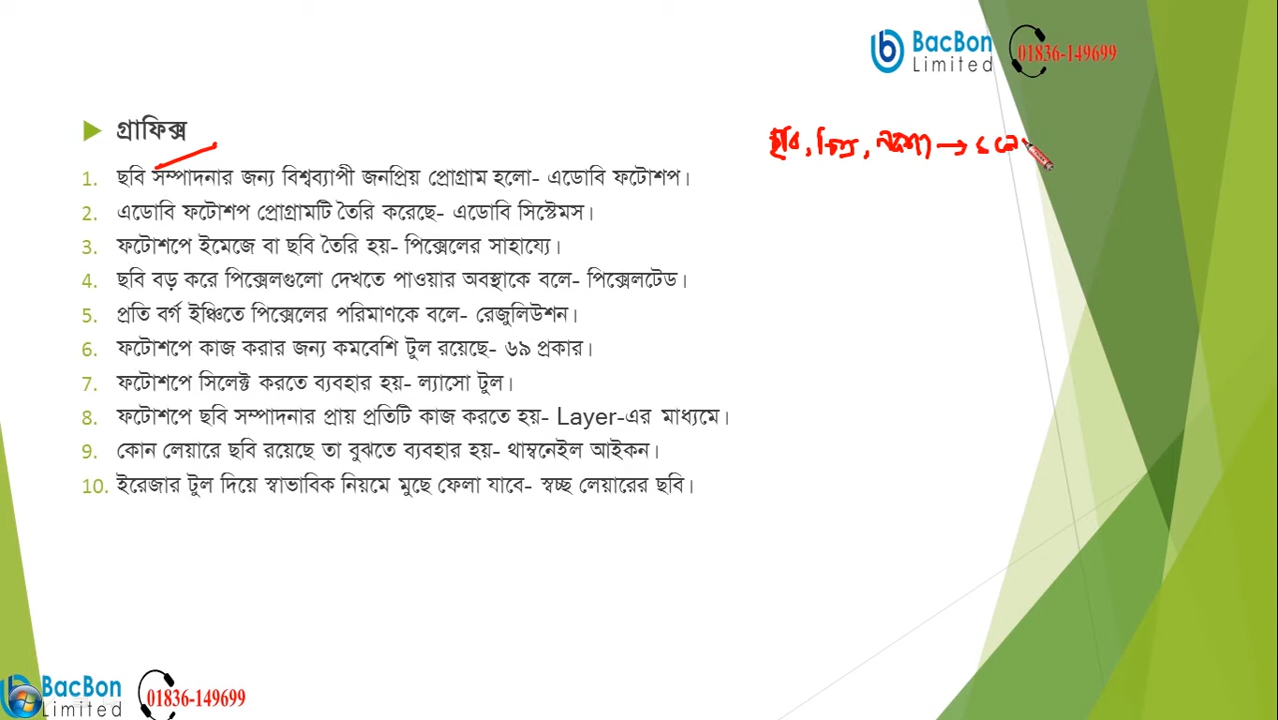 BacBon
Limited
01836-149699
গ্রাফিক্স
ছবি, চিত্র, নকশা →
1. ছবি সম্পাদনার জন্য বিশ্বব্যাপী জনপ্রিয় প্রোগ্রাম হলো- এডোবি ফটোশপ।
2. এডোবি ফটোশপ প্রোগ্রামটি তৈরি করেছে- এডোবি সিস্টেমস।
3. ফটোশপে ইমেজে বা ছবি তৈরি হয়- পিক্সেলের সাহায্যে।
4. ছবি বড় করে পিক্সেলগুলো দেখতে পাওয়ার অবস্থাকে বলে- পিক্সেলটেড।
5. প্রতি বর্গ ইঞ্চিতে পিক্সেলের পরিমাণকে বলে- রেজুলিউশন।
6. ফটোশপে কাজ করার জন্য কমবেশি টুল রয়েছে- ৬৯ প্রকার।
7. ফটোশপে সিলেক্ট করতে ব্যবহার হয়- ল্যাসো টুল।
8. ফটোশপে ছবি সম্পাদনার প্রায় প্রতিটি কাজ করতে হয়- Layer-এর মাধ্যমে।
9. কোন লেয়ারে ছবি রয়েছে তা বুঝতে ব্যবহার হয়- থাম্বনেইল আইকন।
10. ইরেজার টুল দিয়ে স্বাভাবিক নিয়মে মুছে ফেলা যাবে- স্বচ্ছ লেয়ারের ছবি।
BacBon
Limited
01836-149699